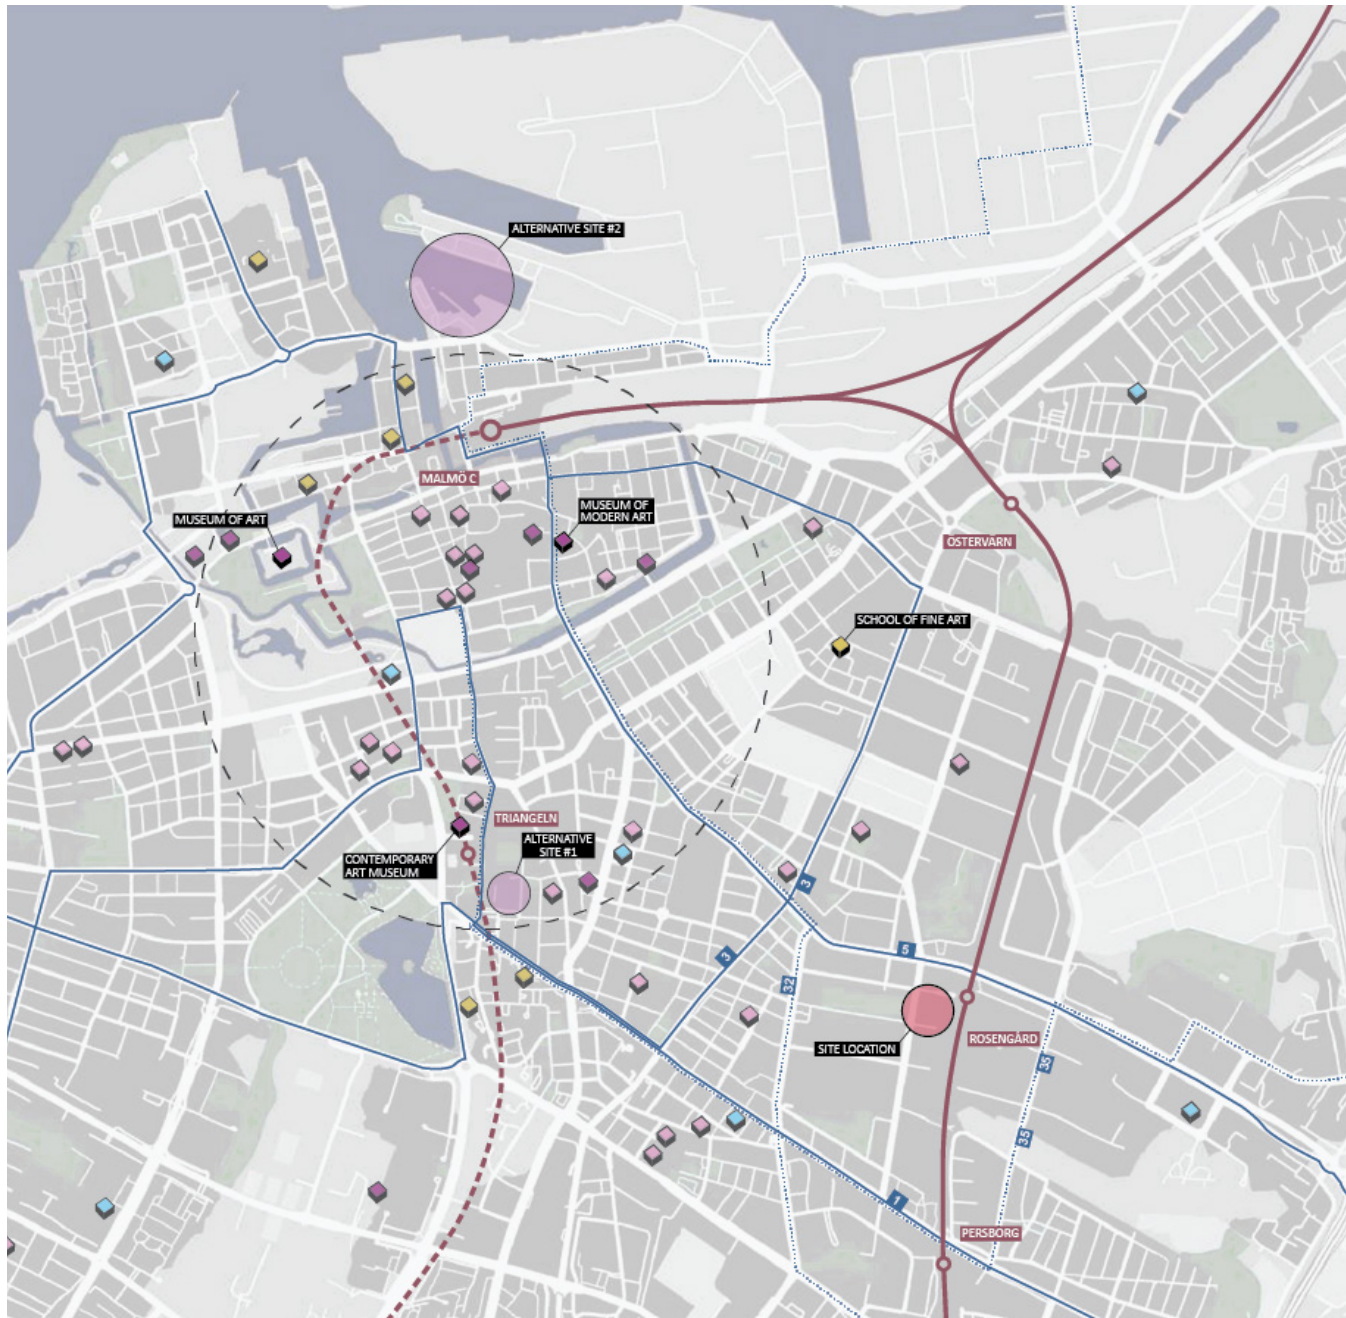 ALTERNATIVE SITE #2
MALMÖ C
MUSEUM OF
MODERN ART
MUSEUM OF ART
ÖSTERVÄRN
SCHOOL OF FINE ART
TRIANGELN
ALTERNATIVE
SITE #1
CONTEMPORARY
ART MUSEUM
3
3
5
32
SITE LOCATION
ROSENGÅRD
35
35
1
PERSBORG